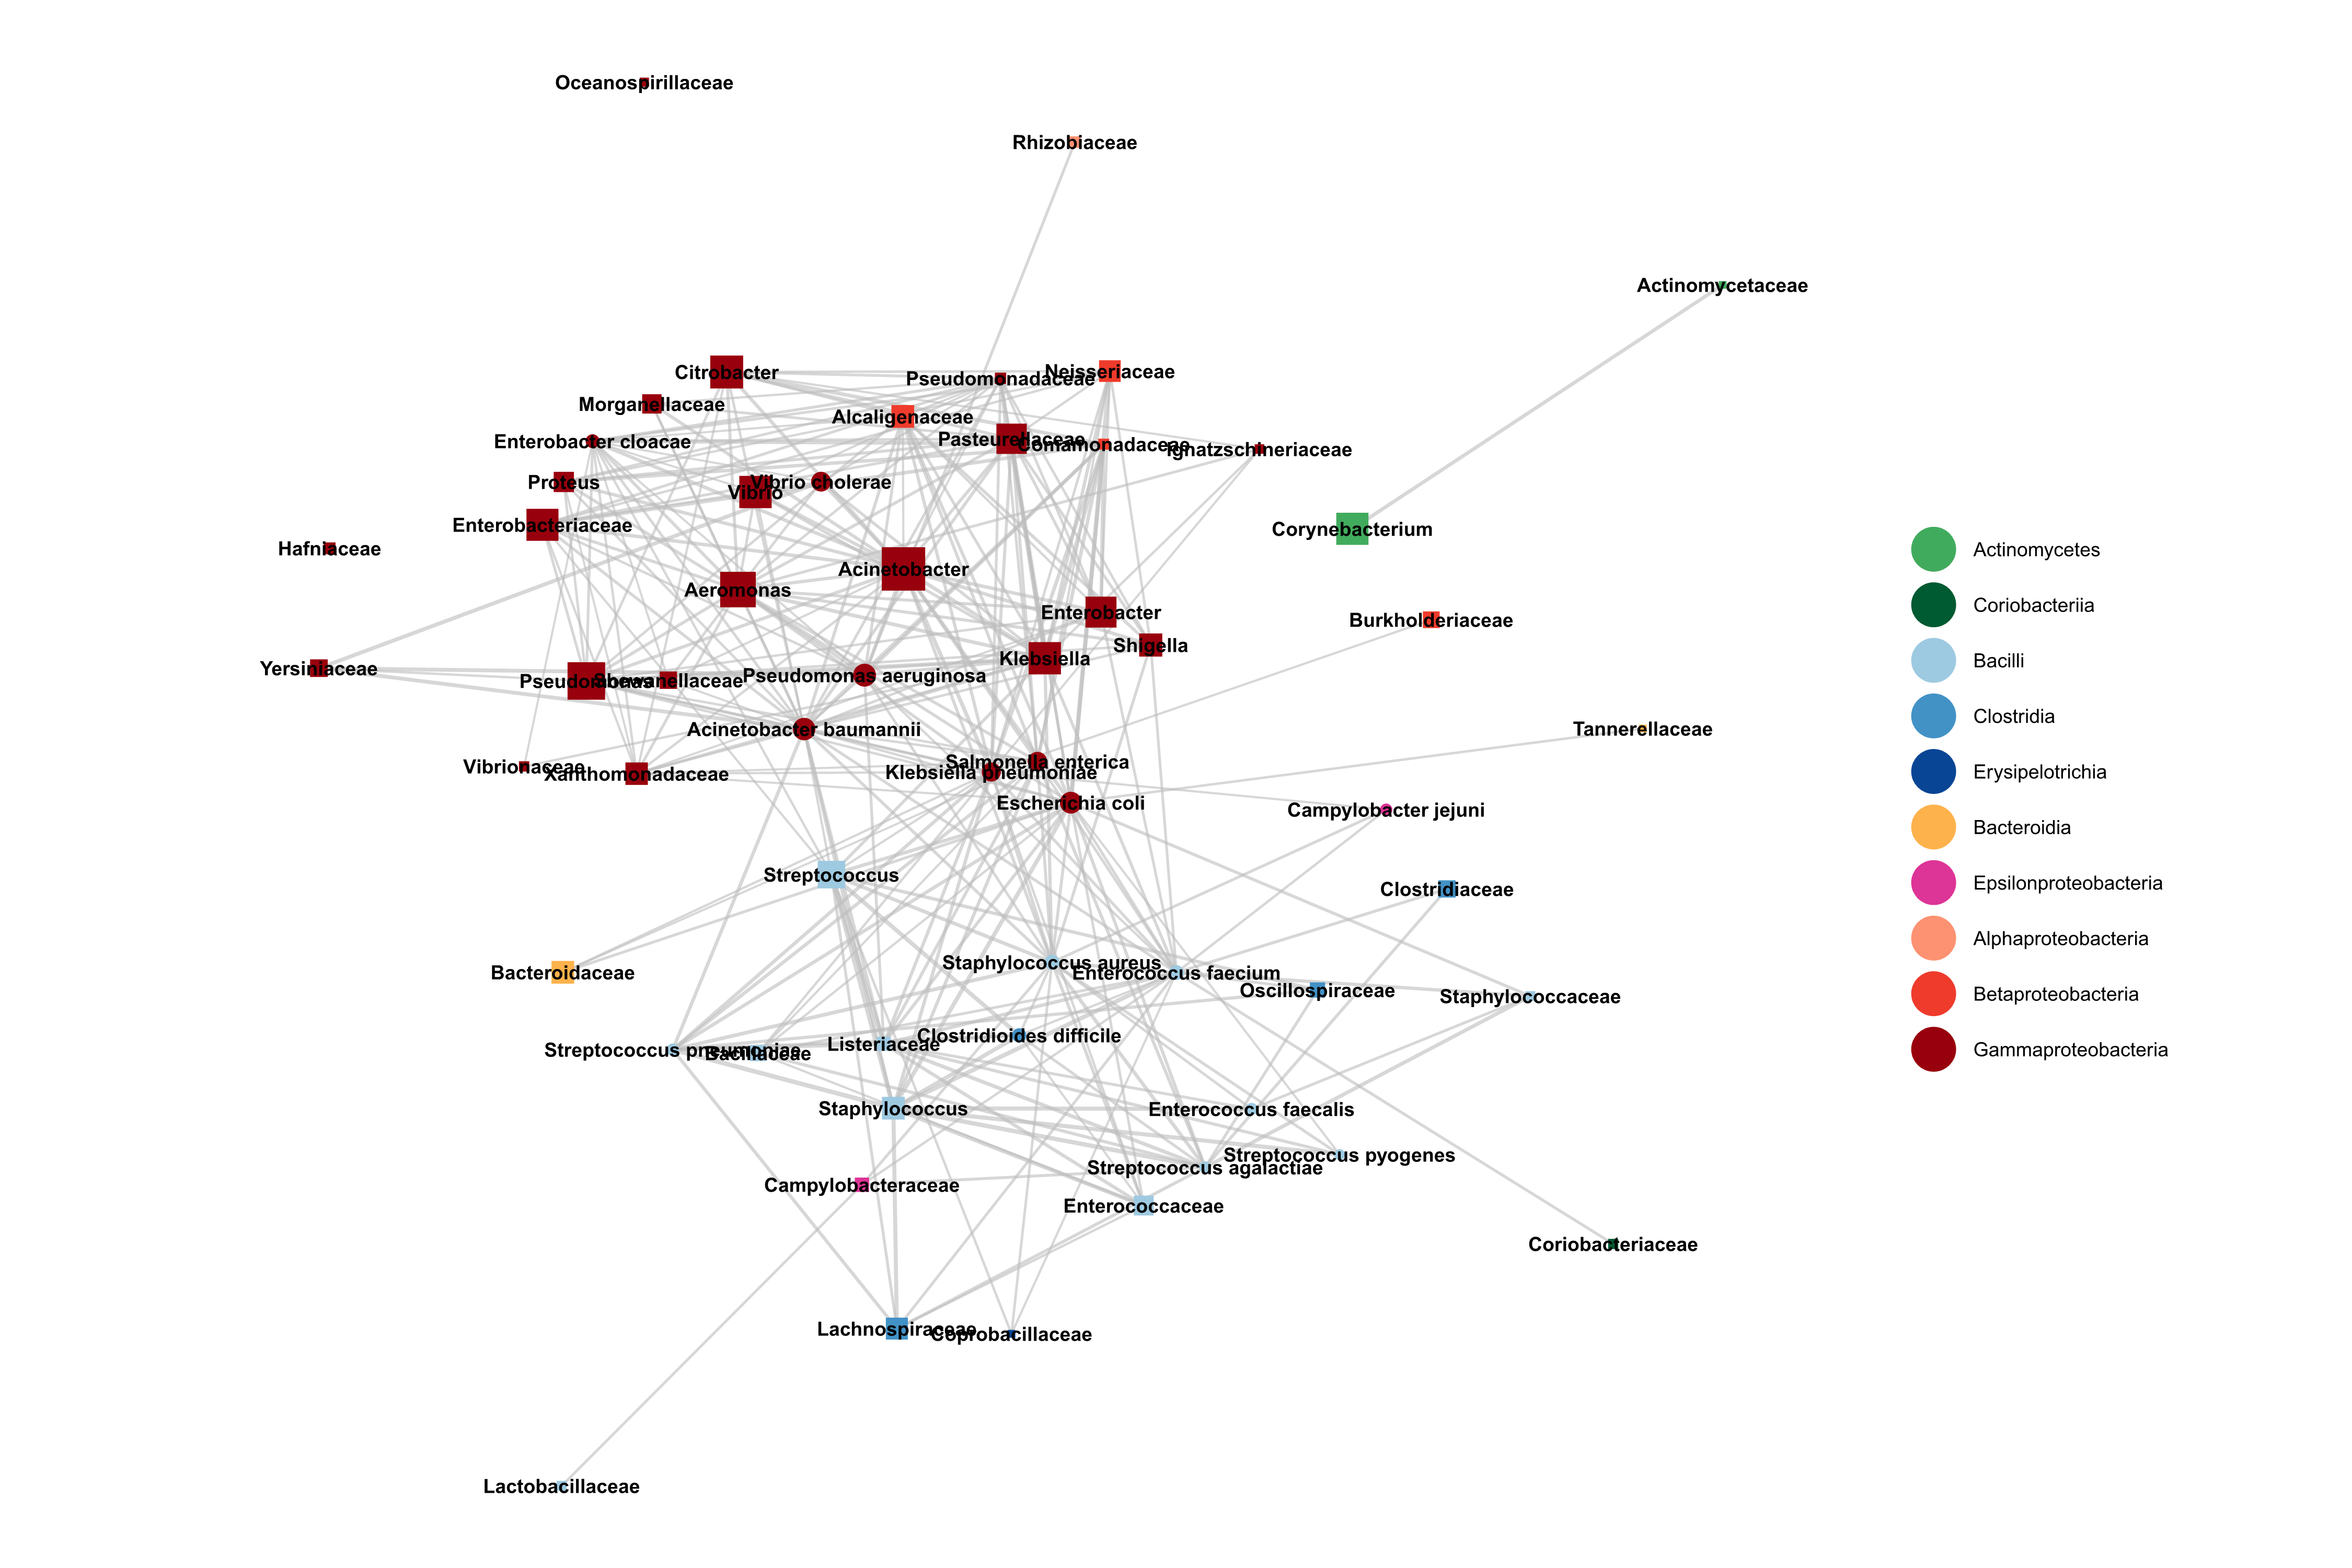 Oceanospirillaceae
Rhizobiaceae
Actinomycetaceae
Citrobacter
Pseudomonadaceae
Neisseriaceae
Morganellaceae
Alcaligenaceae
Enterobacter cloacae
Pasteurellaceae
Comamonadaceae
Ignatzschineriaceae
Proteus
Vibrio cholerae
Vibrio
Enterobacteriaceae
Corynebacterium
Hafniaceae
Acinetobacter
Aeromonas
Enterobacter
Burkholderiaceae
Shigella
Klebsiella
Yersiniaceae
Pseudomonas
Shewanellaceae
Pseudomonas aeruginosa
Acinetobacter baumannii
Tannerellaceae
Vibrionaceae
Xanthomonadaceae
Salmonella enterica
Klebsiella pneumoniae
Escherichia coli
Campylobacter jejuni
Streptococcus
Clostridiaceae
Staphylococcus aureus
Bacteroidaceae
Enterococcus faecium
Oscillospiraceae
Staphylococcaceae
Clostridioides difficile
Listeriaceae
Streptococcus pneumoniae
Bacillaceae
Staphylococcus
Enterococcus faecalis
Streptococcus pyogenes
Streptococcus agalactiae
Campylobacteraceae
Enterococcaceae
Coriobacteriaceae
Lachnospiraceae
Coprobacillaceae
Lactobacillaceae
Actinomycetes
Coriobacteriia
Bacilli
Clostridia
Erysipelotrichia
Bacteroidia
Epsilonproteobacteria
Alphaproteobacteria
Betaproteobacteria
Gammaproteobacteria